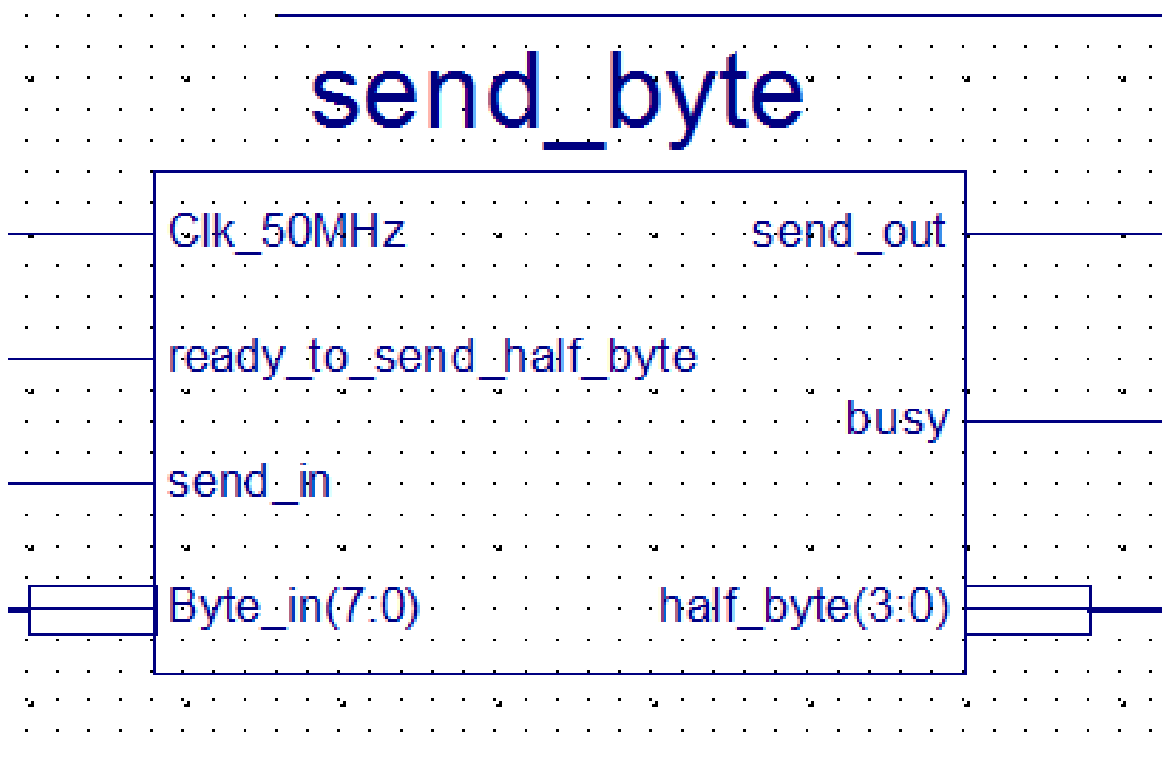 send_byte
Clk_50MHz send_out
ready_to_send_half_byte
busy
send_in
Byte_in(7:0) half_byte(3:0)